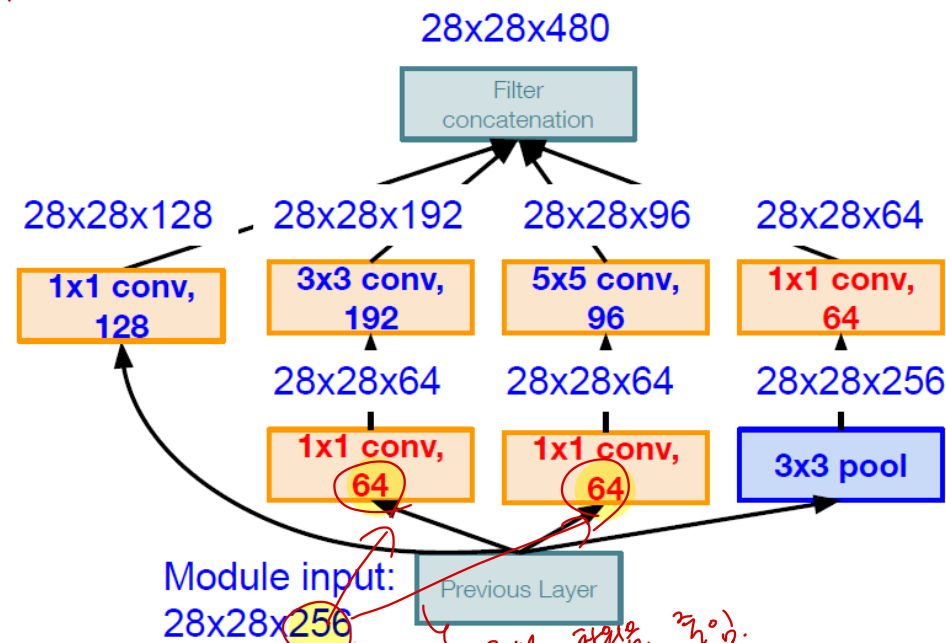 28x28x480
Filter
concatenation
28x28x128 28x28x192 28x28x96 28x28x64
1x1 conv,
128
3x3 conv,
192
5x5 conv,
96
1x1 conv,
64
28x28x64 28x28x64 28x28x256
1x1 conv,
64
1x1 conv,
64
3x3 pool
Module input:
28x28x256
Previous Layer